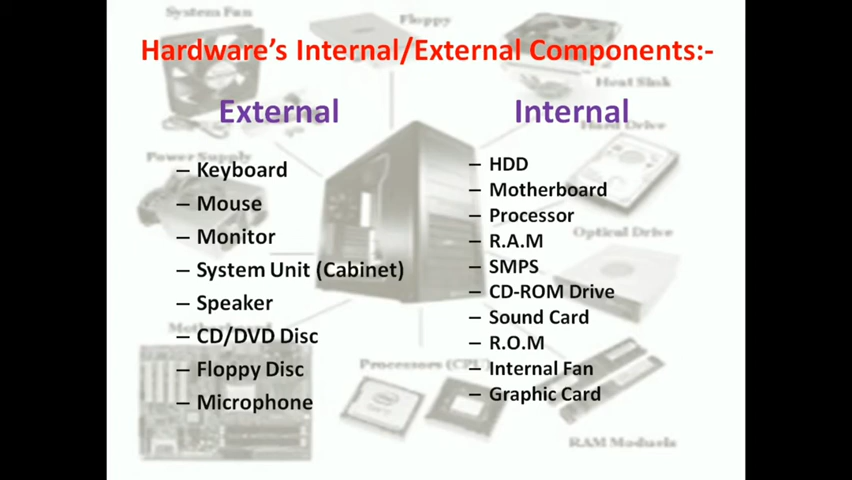 System Fan
Floppy
Hardware's Internal/External Components:-
Heat Sink
External
Internal
Hard Drive
Power Supply
– Keyboard
– Mouse
– Monitor
– System Unit (Cabinet)
– Speaker
– CD/DVD Disc
– Floppy Disc
– Microphone
– HDD
– Motherboard
– Processor
– R.A.M
– SMPS
– CD-ROM Drive
– Sound Card
– R.O.M
– Internal Fan
– Graphic Card
Optical Drive
Motherboard
Processors (CPU)
RAM Moduels